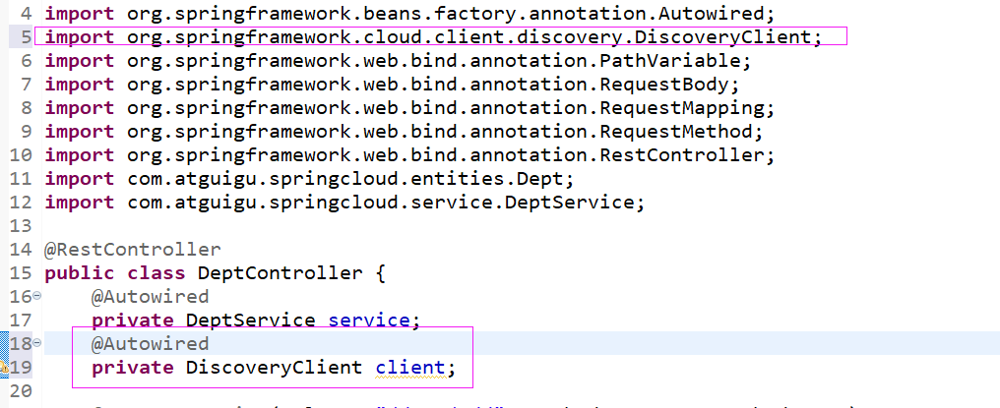 4 import org.springframework.beans.factory.annotation.Autowired;
5 import org.springframework.cloud.client.discovery.DiscoveryClient;
6 import org.springframework.web.bind.annotation.PathVariable;
7 import org.springframework.web.bind.annotation.RequestBody;
8 import org.springframework.web.bind.annotation.RequestMapping;
9 import org.springframework.web.bind.annotation.RequestMethod;
10 import org.springframework.web.bind.annotation.RestController;
11 import com.atguigu.springcloud.entities.Dept;
12 import com.atguigu.springcloud.service.DeptService;
13
14 @RestController
15 public class DeptController {
16 @Autowired
17 private DeptService service;
18 @Autowired
19 private DiscoveryClient client;
20